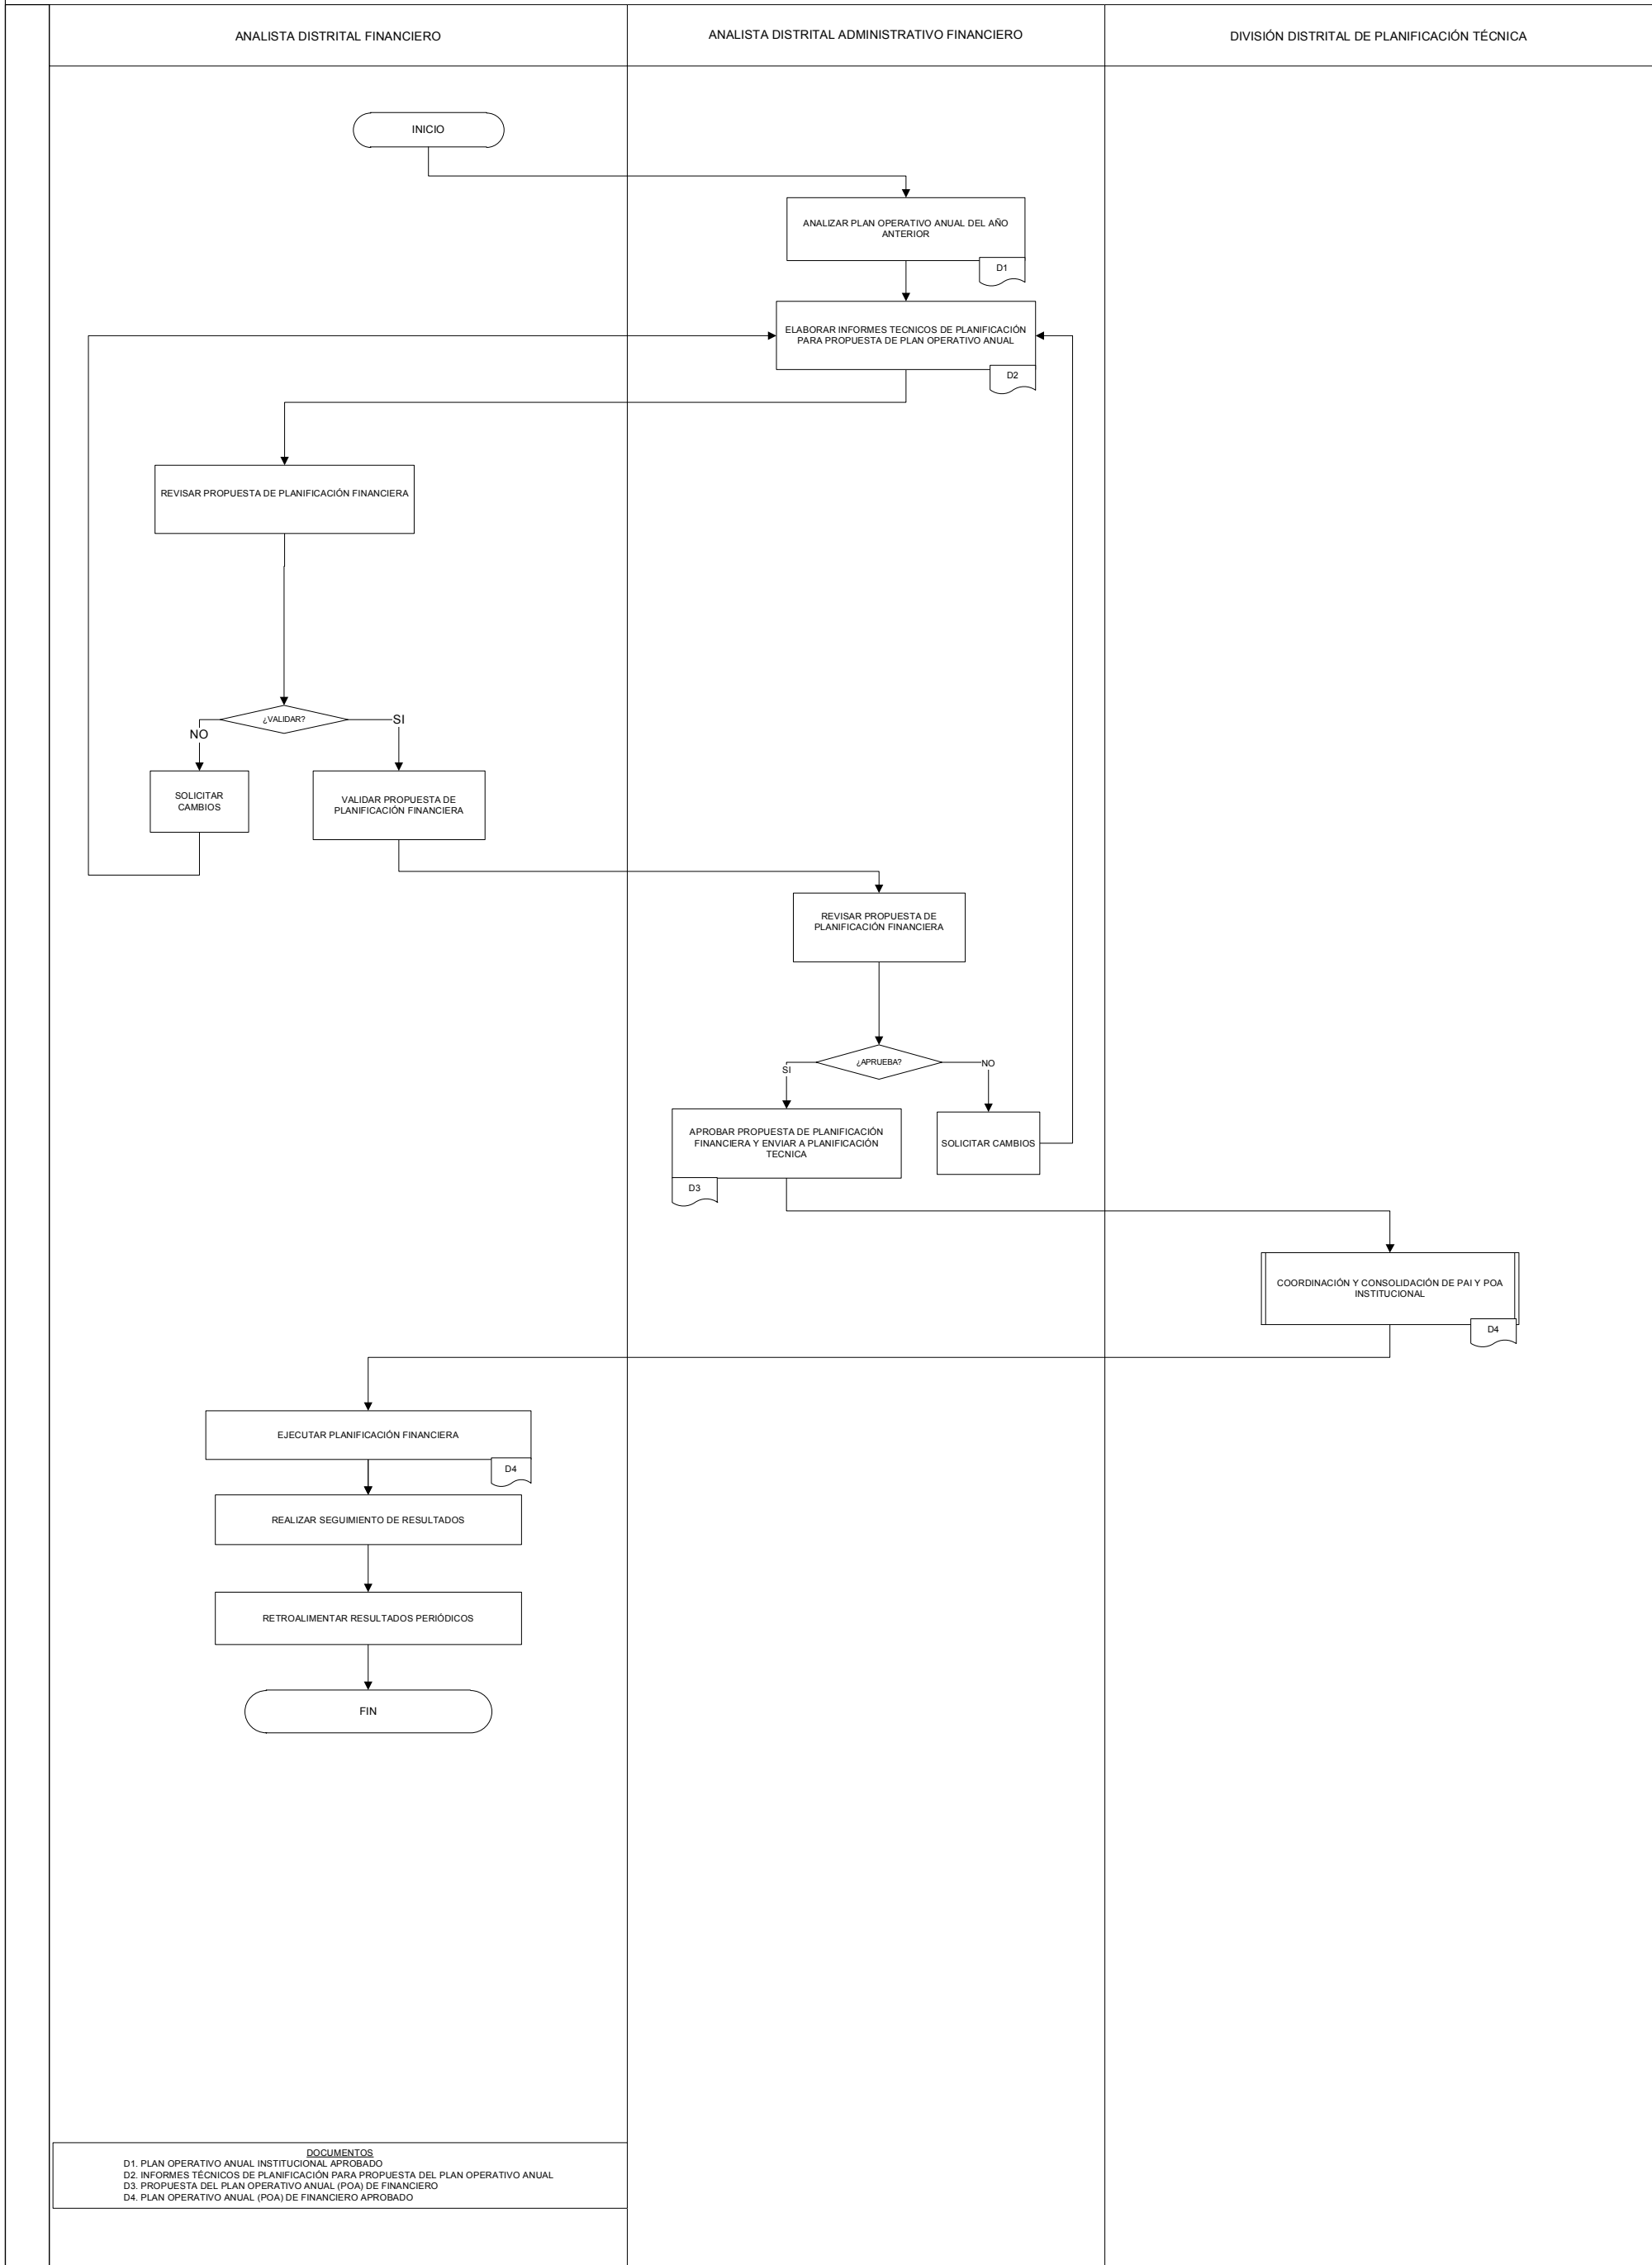 ANALISTA DISTRITAL FINANCIERO
ANALISTA DISTRITAL ADMINISTRATIVO FINANCIERO
DIVISIÓN DISTRITAL DE PLANIFICACIÓN TÉCNICA
INICIO
ANALIZAR PLAN OPERATIVO ANUAL DEL AÑO
ANTERIOR
D1
ELABORAR INFORMES TECNICOS DE PLANIFICACIÓN
PARA PROPUESTA DE PLAN OPERATIVO ANUAL
D2
REVISAR PROPUESTA DE PLANIFICACIÓN FINANCIERA
¿VALIDAR?
SI
NO
SOLICITAR
CAMBIOS
VALIDAR PROPUESTA DE
PLANIFICACIÓN FINANCIERA
REVISAR PROPUESTA DE
PLANIFICACIÓN FINANCIERA
¿APRUEBA?
SI
NO
APROBAR PROPUESTA DE PLANIFICACIÓN
FINANCIERA Y ENVIAR A PLANIFICACIÓN
TECNICA
SOLICITAR CAMBIOS
D3
COORDINACIÓN Y CONSOLIDACIÓN DE PAI Y POA
INSTITUCIONAL
D4
EJECUTAR PLANIFICACIÓN FINANCIERA
D4
REALIZAR SEGUIMIENTO DE RESULTADOS
RETROALIMENTAR RESULTADOS PERIÓDICOS
FIN
DOCUMENTOS
D1. PLAN OPERATIVO ANUAL INSTITUCIONAL APROBADO
D2. INFORMES TÉCNICOS DE PLANIFICACIÓN PARA PROPUESTA DEL PLAN OPERATIVO ANUAL
D3. PROPUESTA DEL PLAN OPERATIVO ANUAL (POA) DE FINANCIERO
D4. PLAN OPERATIVO ANUAL (POA) DE FINANCIERO APROBADO